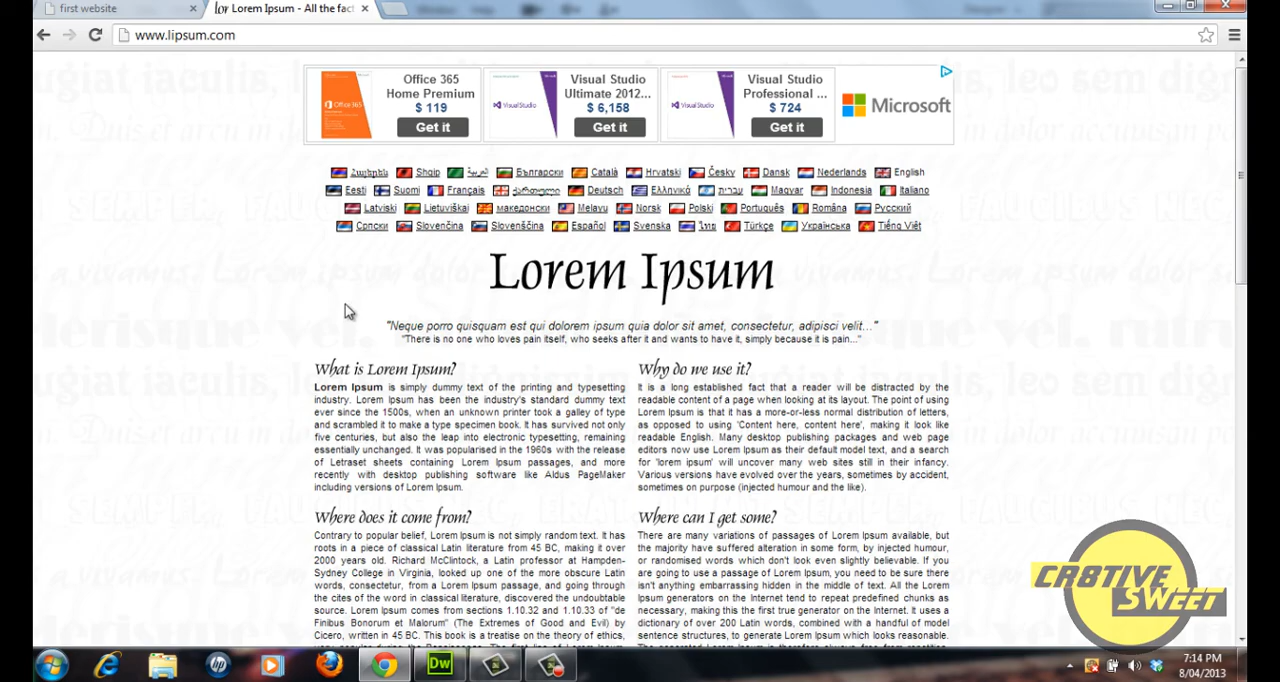 first website
Lorem Ipsum - All the fact
www.lipsum.com
Office 365
Home Premium
$ 119
Get it
Visual Studio
Ultimate 2012...
$ 6,158
Get it
Visual Studio
Professional ...
$ 724
Get it
Microsoft
Office 365
Visual Studio
Visual Studio
Հայերեն Shqip العربية Български Català Hrvatski Česky Dansk Nederlands English
Eesti Suomi Français ქართული Deutsch Ελληνικά עברית Magyar Indonesia Italiano
Latviski Lietuviškai македонски Melayu Norsk Polski Português Româna Русский
Српски Slovenčina Slovenščina Español Svenska ไทย Türkçe Українська Tiếng Việt
Lorem Ipsum
"Neque porro quisquam est qui dolorem ipsum quia dolor sit amet, consectetur, adipisci velit..."
"There is no one who loves pain itself, who seeks after it and wants to have it, simply because it is pain..."
What is Lorem Ipsum?
Lorem Ipsum is simply dummy text of the printing and typesetting
industry. Lorem Ipsum has been the industry's standard dummy text
ever since the 1500s, when an unknown printer took a galley of type
and scrambled it to make a type specimen book. It has survived not only
five centuries, but also the leap into electronic typesetting, remaining
essentially unchanged. It was popularised in the 1960s with the release
of Letraset sheets containing Lorem Ipsum passages, and more
recently with desktop publishing software like Aldus PageMaker
including versions of Lorem Ipsum.
Why do we use it?
It is a long established fact that a reader will be distracted by the
readable content of a page when looking at its layout. The point of using
Lorem Ipsum is that it has a more-or-less normal distribution of letters,
as opposed to using 'Content here, content here', making it look like
readable English. Many desktop publishing packages and web page
editors now use Lorem Ipsum as their default model text, and a search
for 'lorem ipsum' will uncover many web sites still in their infancy.
Various versions have evolved over the years, sometimes by accident,
sometimes on purpose (injected humour and the like).
Where does it come from?
Contrary to popular belief, Lorem Ipsum is not simply random text. It has
roots in a piece of classical Latin literature from 45 BC, making it over
2000 years old. Richard McClintock, a Latin professor at Hampden-
Sydney College in Virginia, looked up one of the more obscure Latin
words, consectetur, from a Lorem Ipsum passage, and going through
the cites of the word in classical literature, discovered the undoubtable
source. Lorem Ipsum comes from sections 1.10.32 and 1.10.33 of "de
Finibus Bonorum et Malorum" (The Extremes of Good and Evil) by
Cicero, written in 45 BC. This book is a treatise on the theory of ethics,
Where can I get some?
There are many variations of passages of Lorem Ipsum available, but
the majority have suffered alteration in some form, by injected humour,
or randomised words which don't look even slightly believable. If you
are going to use a passage of Lorem Ipsum, you need to be sure there
isn't anything embarrassing hidden in the middle of text. All the Lorem
Ipsum generators on the Internet tend to repeat predefined chunks as
necessary, making this the first true generator on the Internet. It uses a
dictionary of over 200 Latin words, combined with a handful of model
sentence structures, to generate Lorem Ipsum which looks reasonable.
CR8TIVE
SWEET
hp
Dw
7:14 PM
8/04/2013